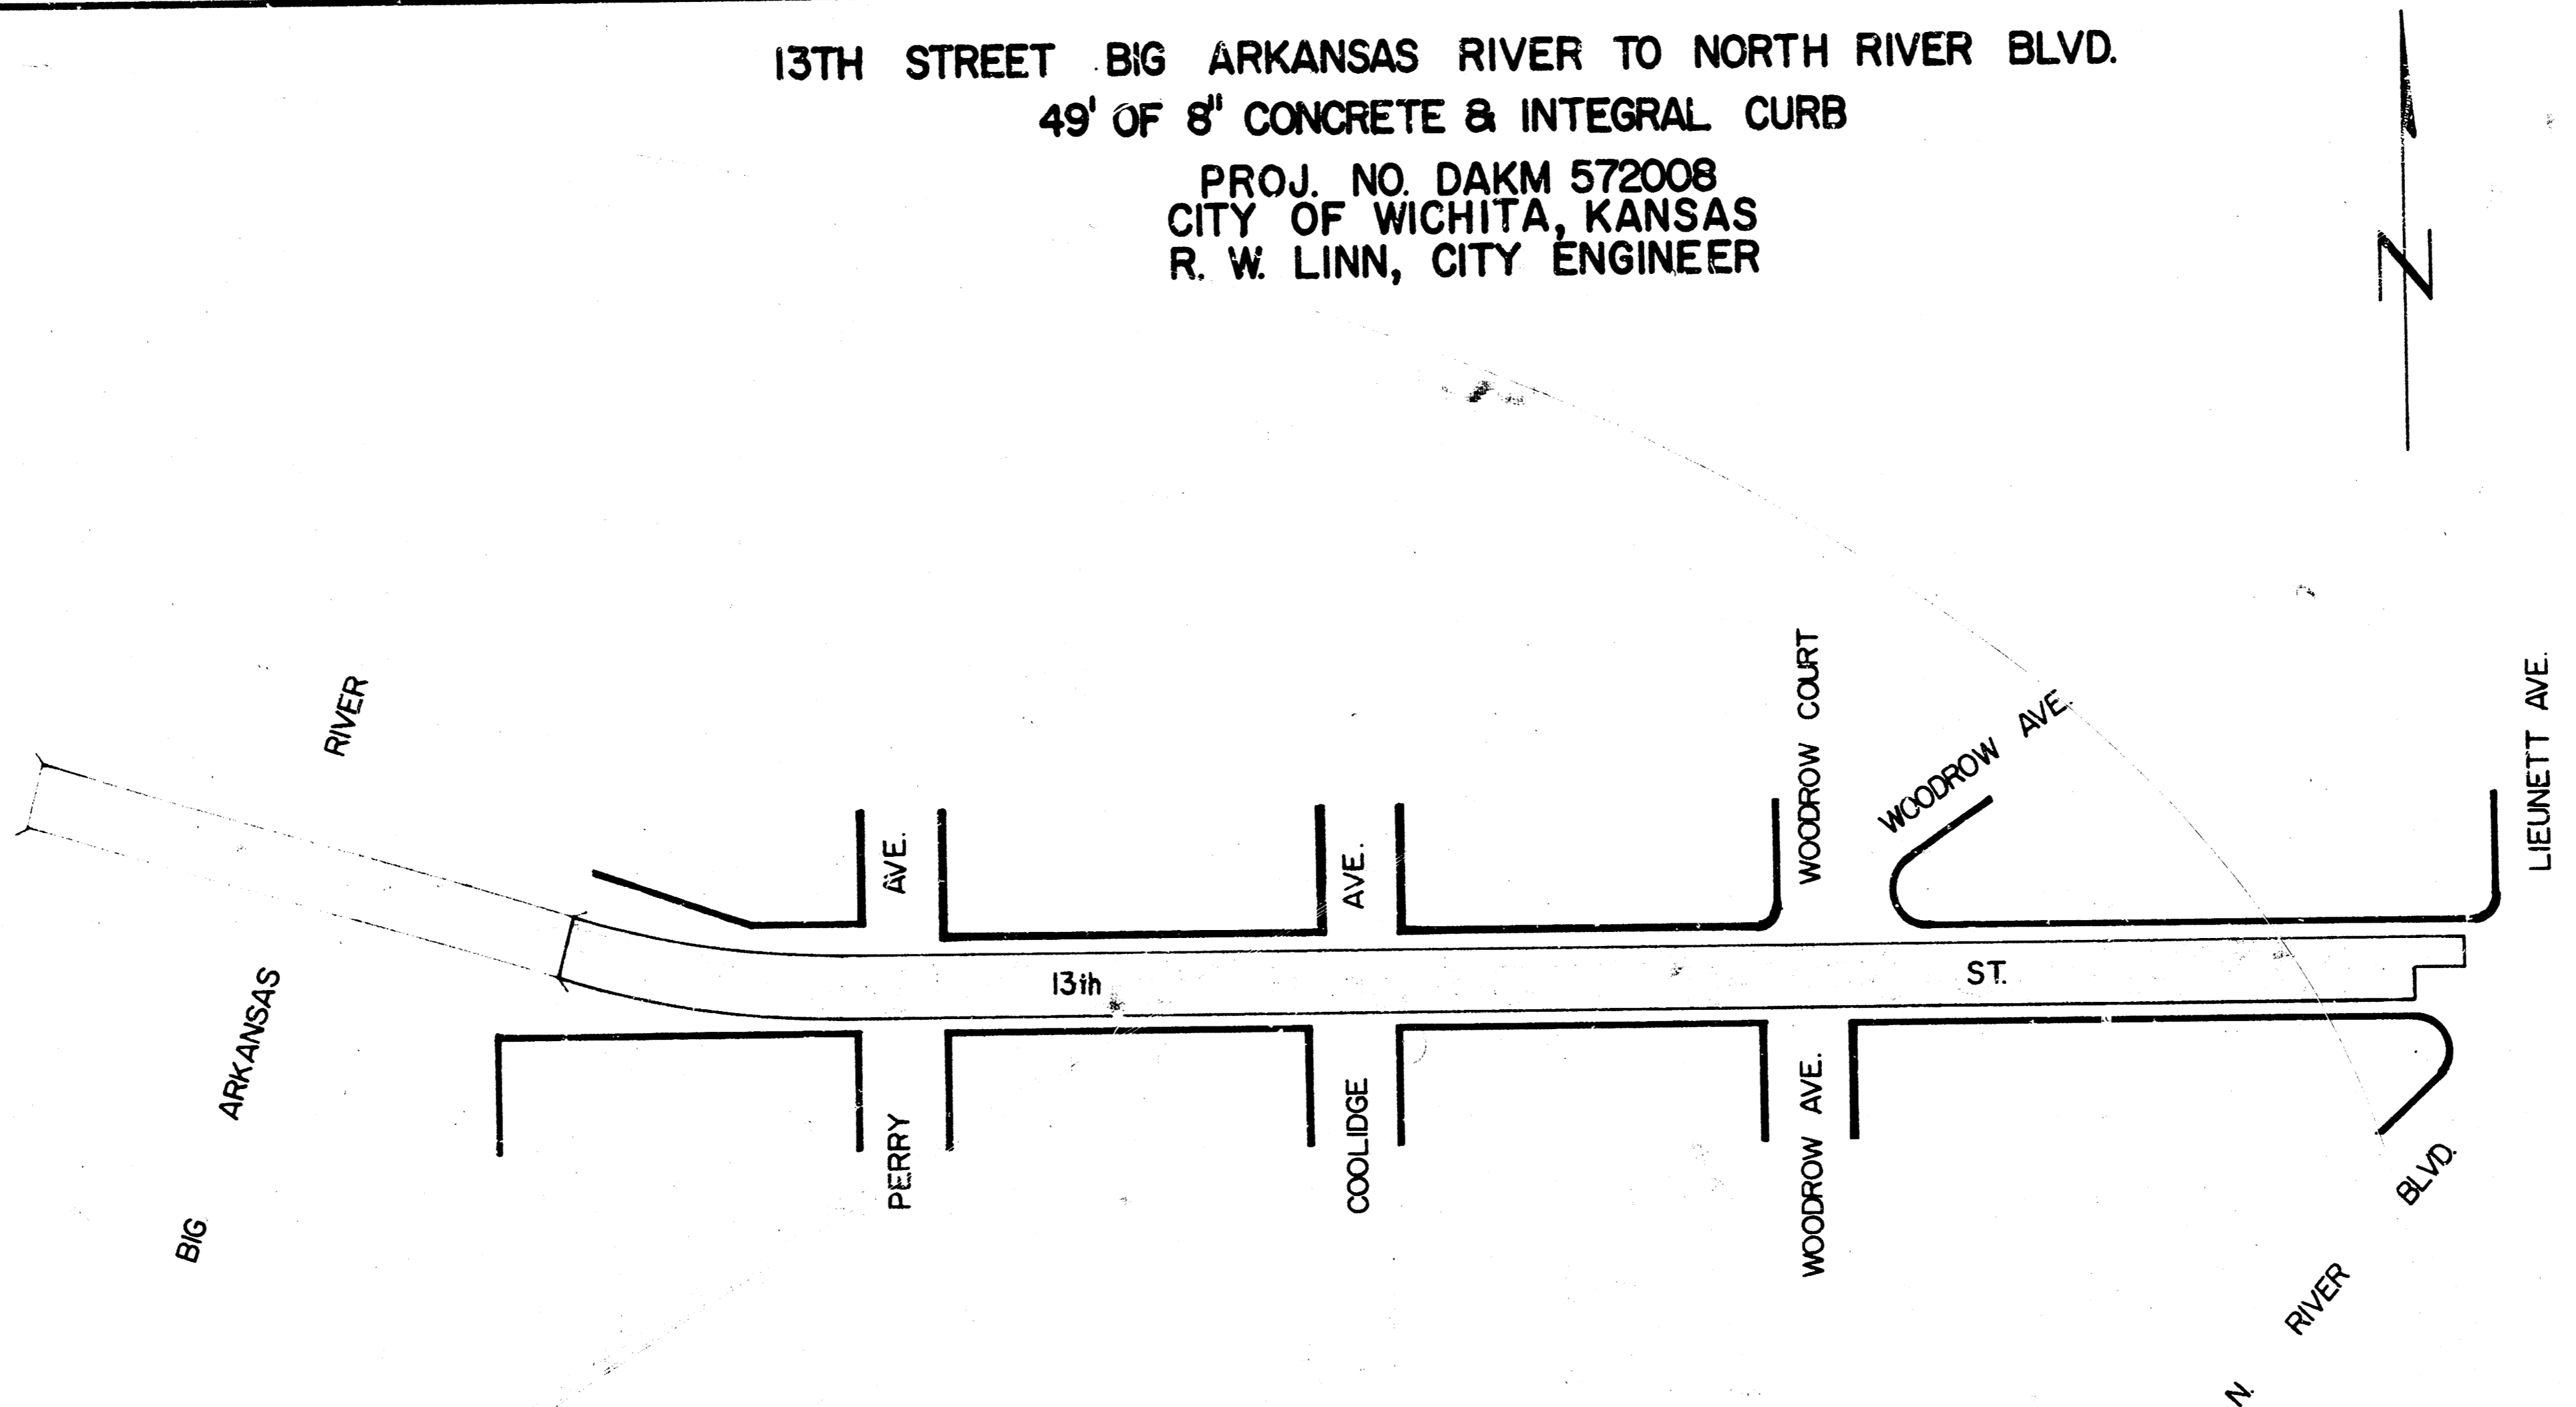 13TH STREET BIG ARKANSAS RIVER TO NORTH RIVER BLVD.
49' OF 8" CONCRETE & INTEGRAL CURB
PROJ. NO. DAKM 572008
CITY OF WICHITA, KANSAS
R. W. LINN, CITY ENGINEER
N
BIG ARKANSAS RIVER
PERRY AVE.
COOLIDGE AVE.
WOODROW COURT
WOODROW AVE.
LIEUNETT AVE.
13th ST.
WOODROW AVE.
N. RIVER BLVD.